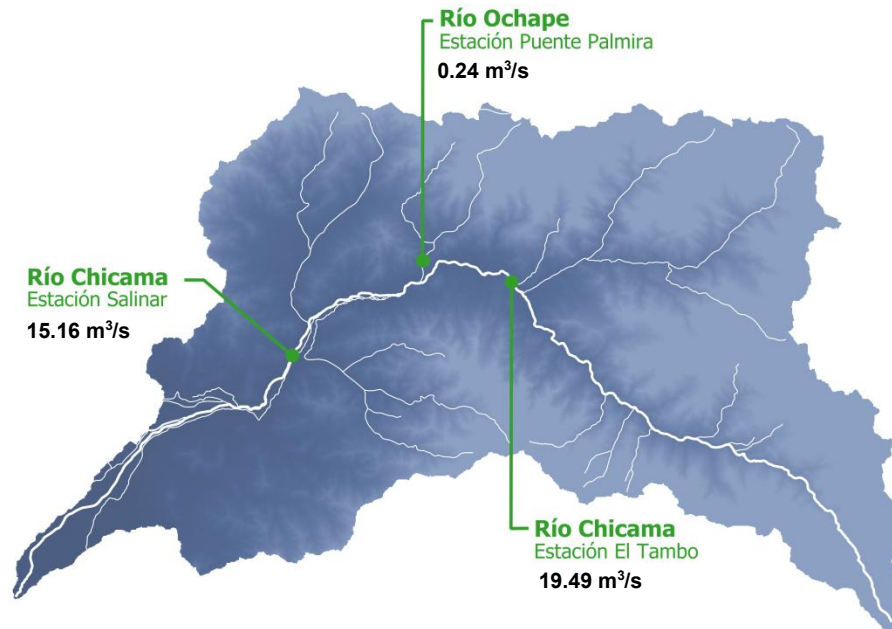 Río Ochape
Estación Puente Palmira
0.24 m³/s
Río Chicama
Estación Salinar
15.16 m³/s
Río Chicama
Estación El Tambo
19.49 m³/s